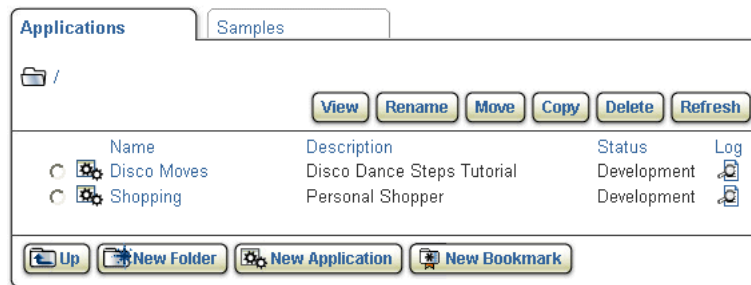 Applications Samples
/
View Rename Move Copy Delete Refresh
Name Description Status Log
Disco Moves Disco Dance Steps Tutorial Development
Shopping Personal Shopper Development
Up New Folder New Application New Bookmark